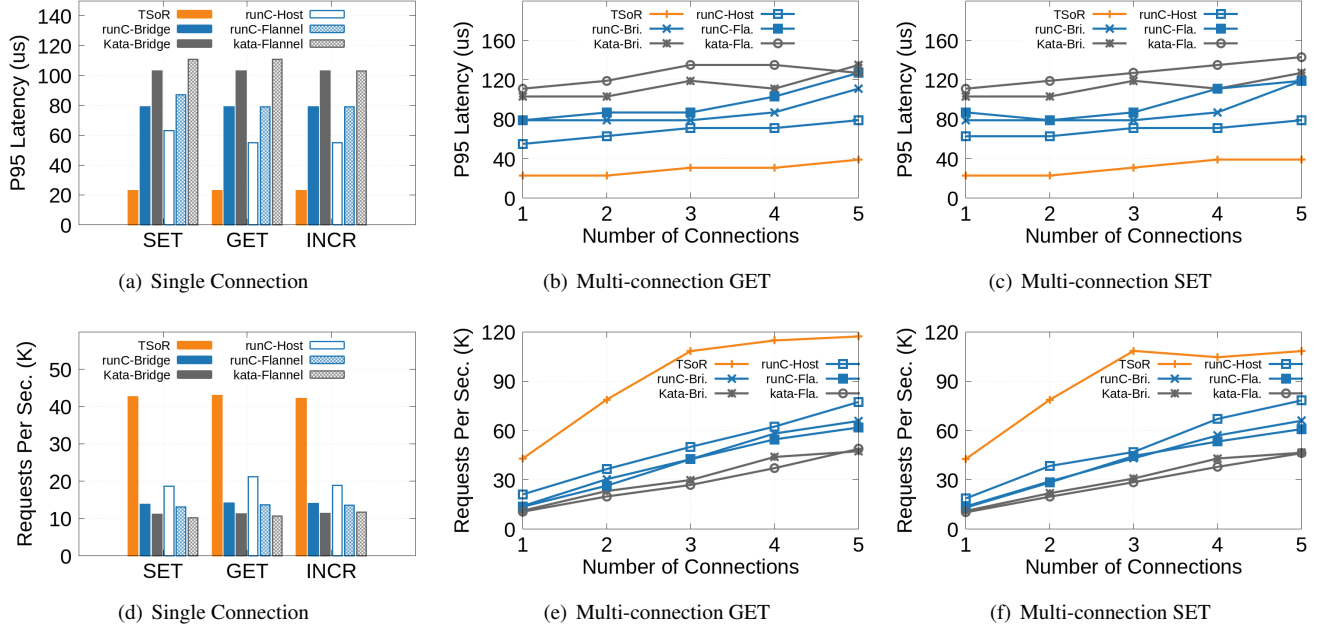 P95 Latency (us)
140
120
100
80
60
40
20
0
TSoR
runC-Bridge
Kata-Bridge
runC-Host
runC-Flannel
kata-Flannel
SET GET INCR
(a) Single Connection
P95 Latency (us)
160
120
80
40
0
TSoR
runC-Bri.
Kata-Bri.
runC-Host
runC-Fla.
kata-Fla.
1 2 3 4 5
Number of Connections
(b) Multi-connection GET
P95 Latency (us)
160
120
80
40
0
TSoR
runC-Bri.
Kata-Bri.
runC-Host
runC-Fla.
kata-Fla.
1 2 3 4 5
Number of Connections
(c) Multi-connection SET
Requests Per Sec. (K)
50
40
30
20
10
0
TSoR
runC-Bridge
Kata-Bridge
runC-Host
runC-Flannel
kata-Flannel
SET GET INCR
(d) Single Connection
Requests Per Sec. (K)
120
90
60
30
0
TSoR
runC-Bri.
Kata-Bri.
runC-Host
runC-Fla.
kata-Fla.
1 2 3 4 5
Number of Connections
(e) Multi-connection GET
Requests Per Sec. (K)
120
90
60
30
0
TSoR
runC-Bri.
Kata-Bri.
runC-Host
runC-Fla.
kata-Fla.
1 2 3 4 5
Number of Connections
(f) Multi-connection SET